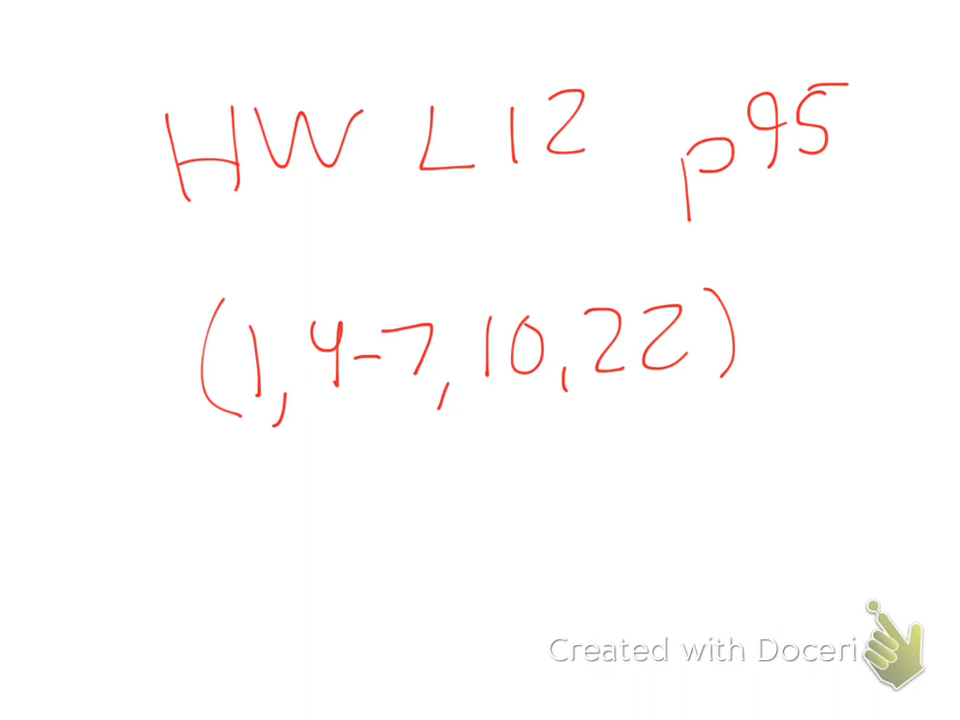 HW L12 p95
(1, 4-7, 10, 22)
Created with Doceri